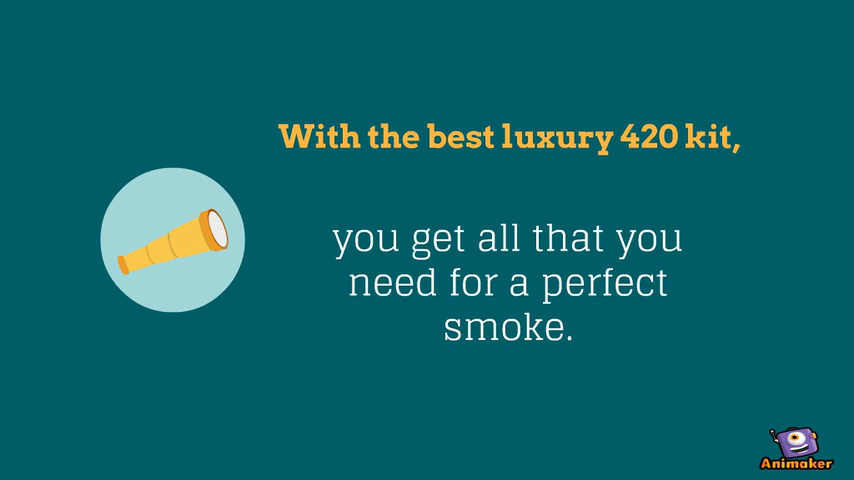 With the best luxury 420 kit,
you get all that you
need for a perfect
smoke.
Animaker